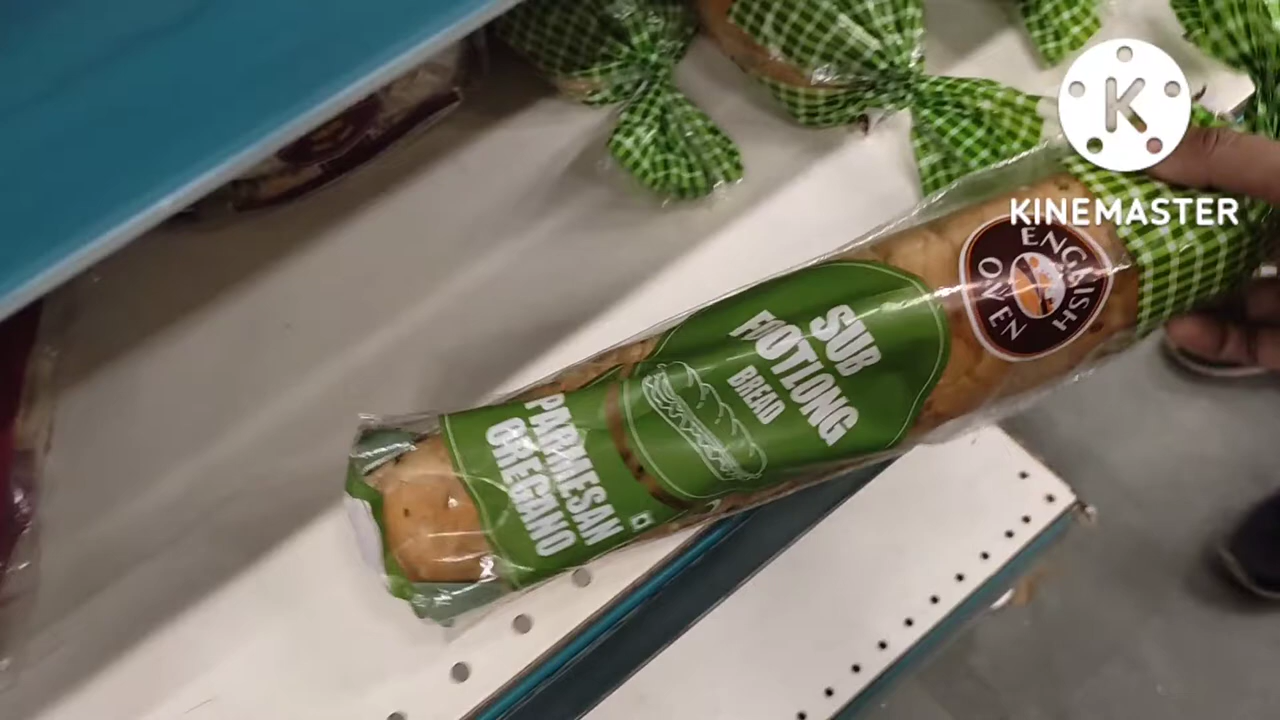 K
KINEMASTER
ENGLISH
OVEN
SUB
FOOTLONG
BREAD
PARMESAN
OREGANO